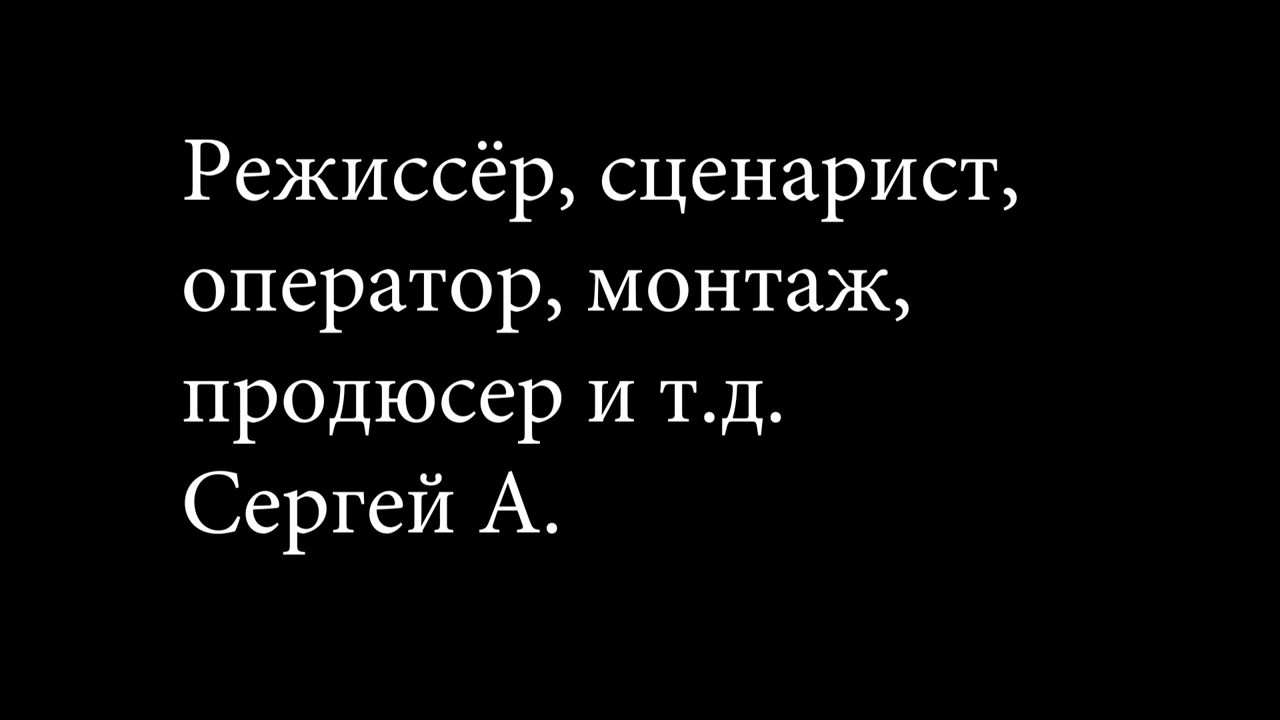 Режиссёр, сценарист,
оператор, монтаж,
продюсер и т.д.
Сергей А.